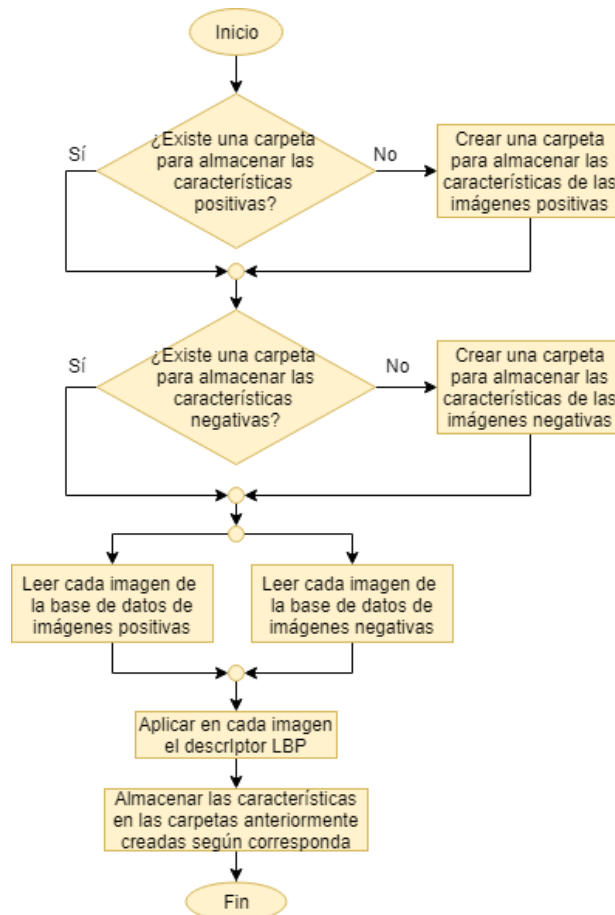 Inicio
¿Existe una carpeta
para almacenar las
características
positivas?
Sí
No
Crear una carpeta
para almacenar las
características de las
imágenes positivas
¿Existe una carpeta
para almacenar las
características
negativas?
Sí
No
Crear una carpeta
para almacenar las
características de las
imágenes negativas
Leer cada imagen de
la base de datos de
imágenes positivas
Leer cada imagen de
la base de datos de
imágenes negativas
Aplicar en cada imagen
el descriptor LBP
Almacenar las características
en las carpetas anteriormente
creadas según corresponda
Fin